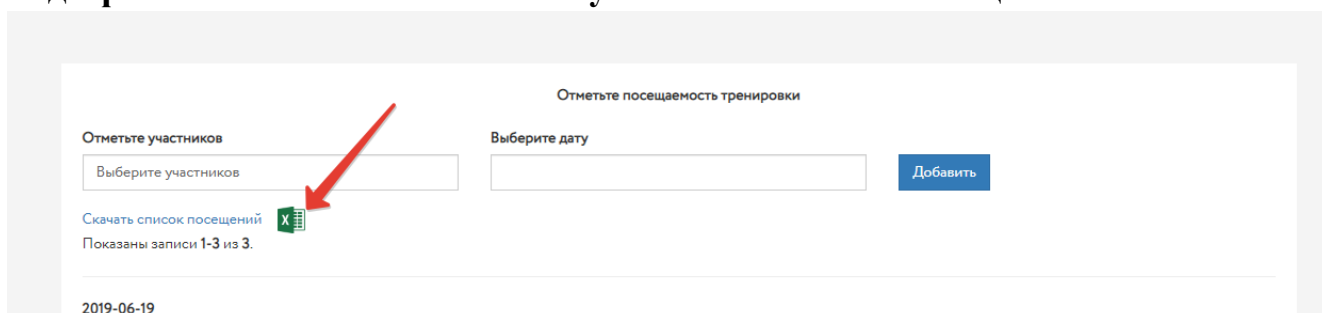 Отметьте посещаемость тренировки
Отметьте участников
Выберите дату
Выберите участников
Добавить
Скачать список посещений
Показаны записи 1-3 из 3.
2019-06-19